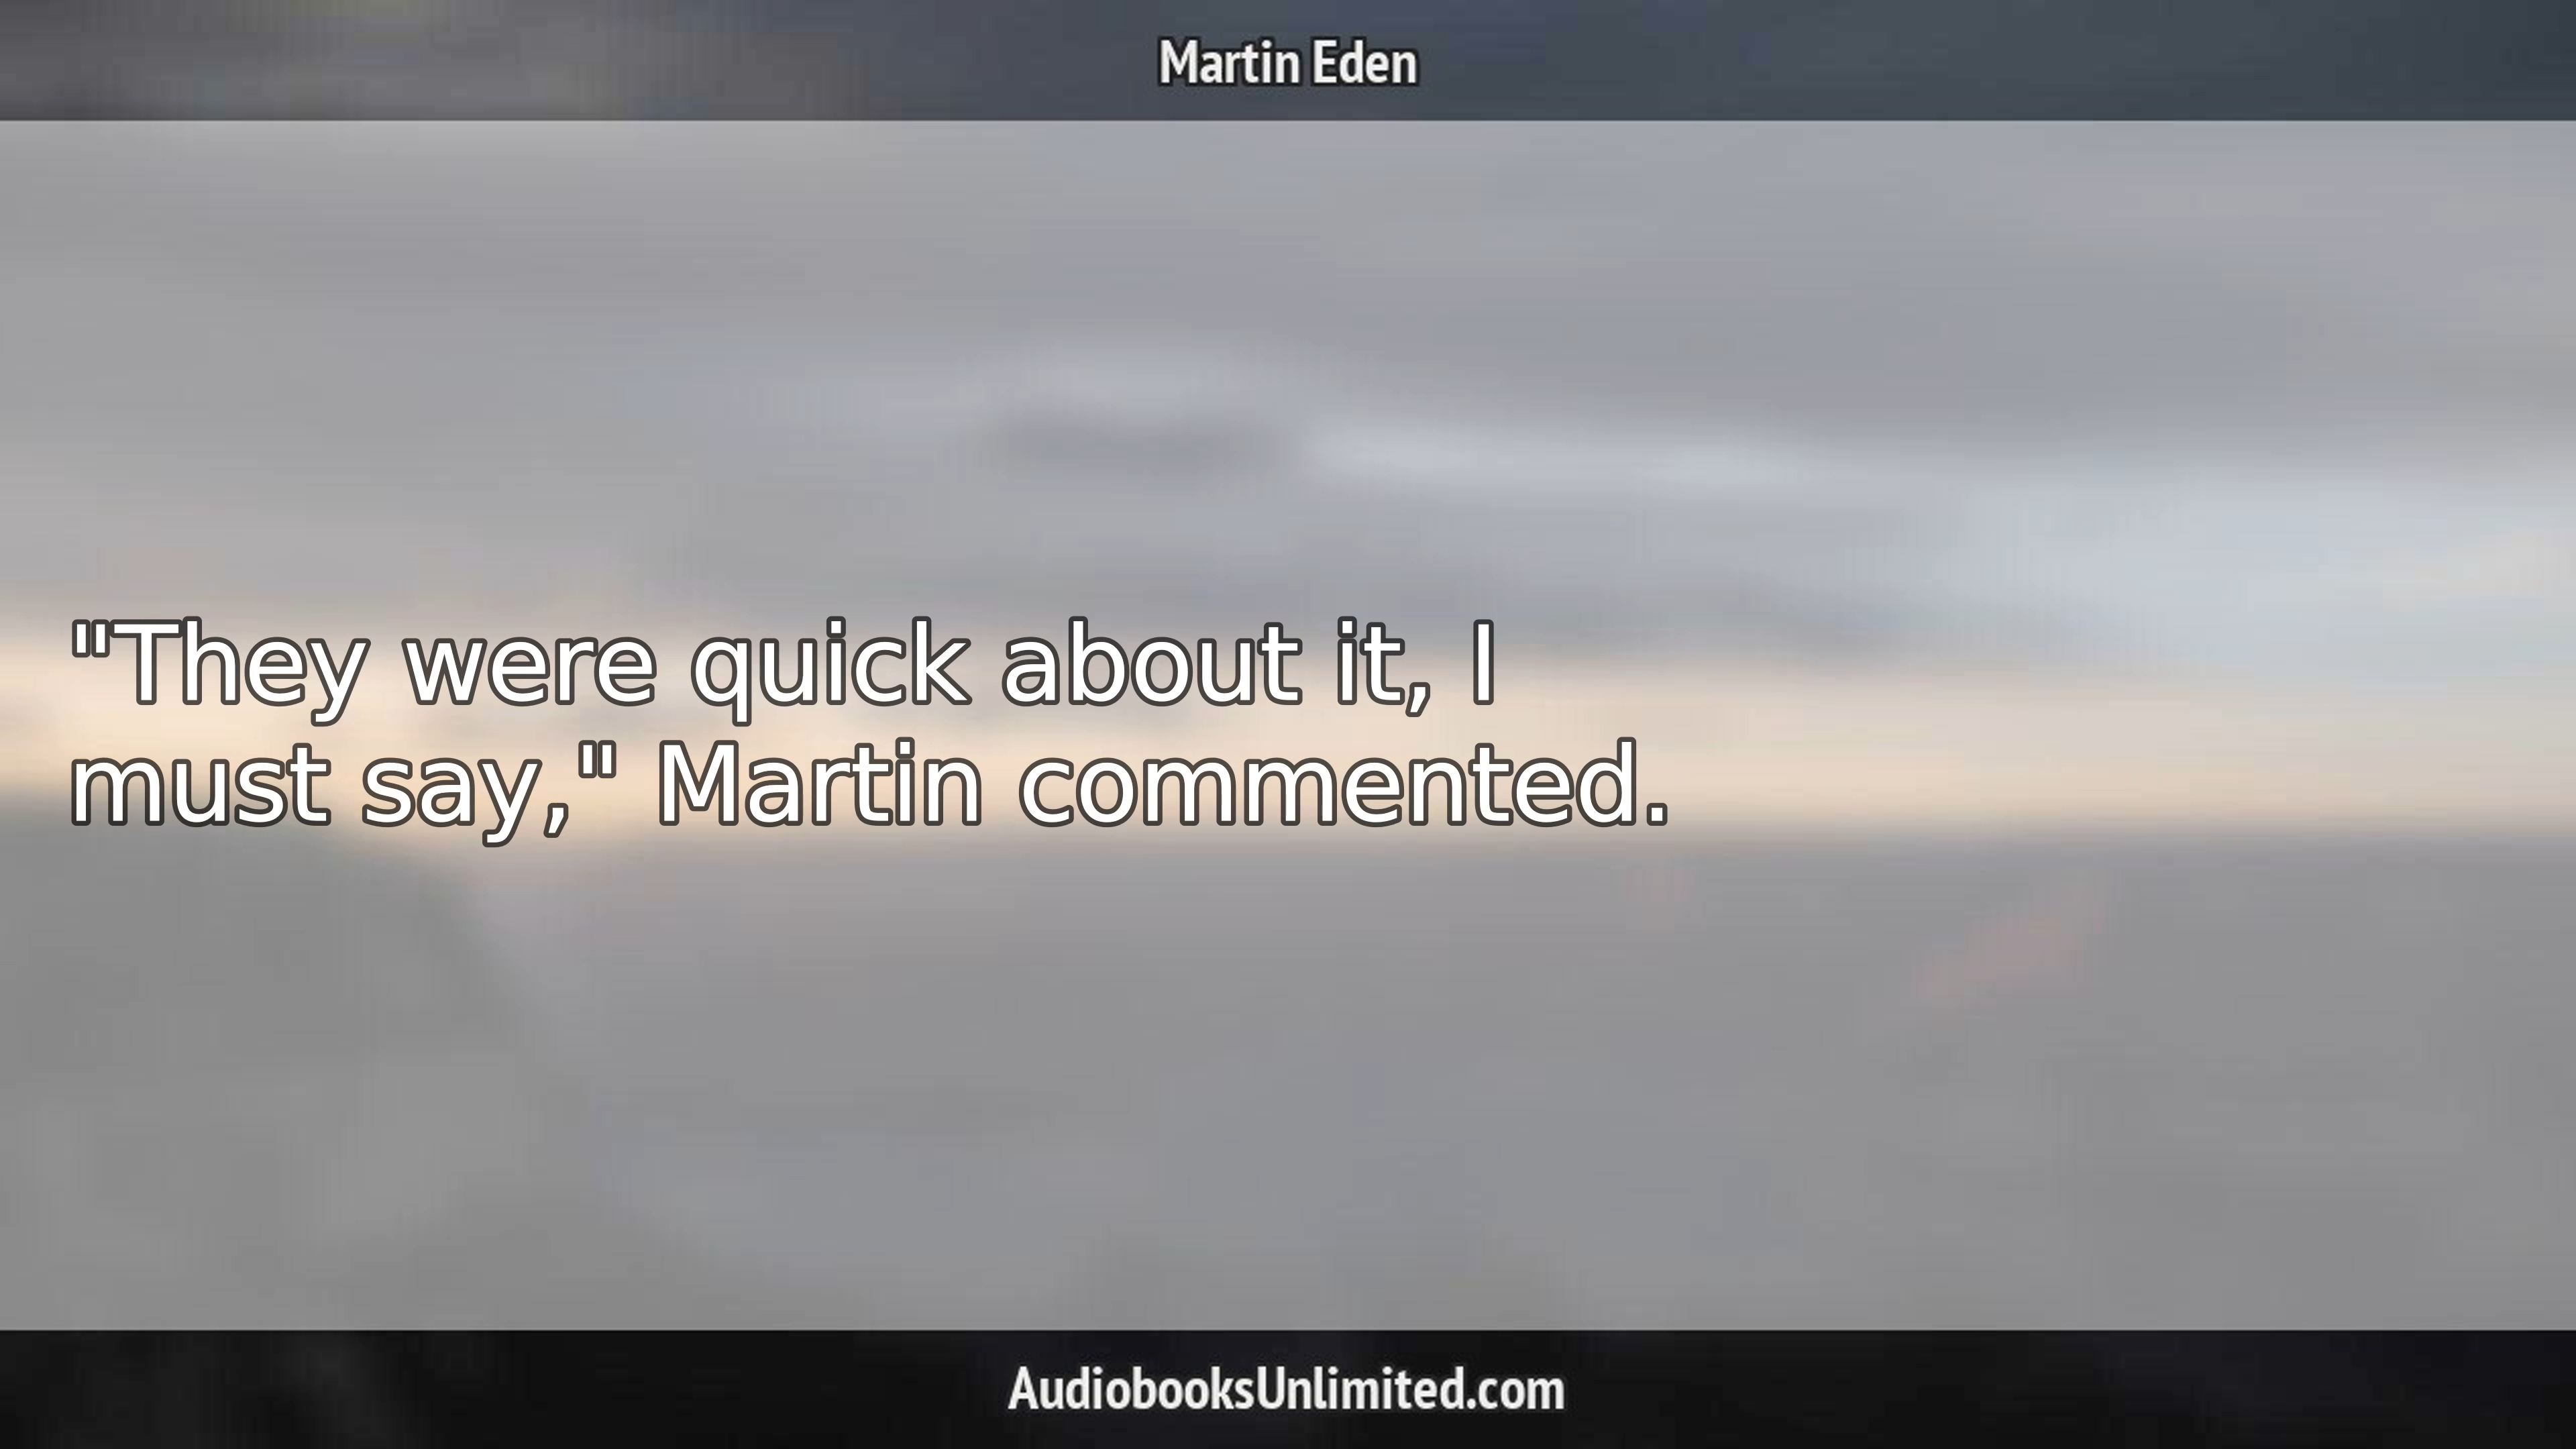 Martin Eden
"They were quick about it, I
must say," Martin commented.
AudiobooksUnlimited.com